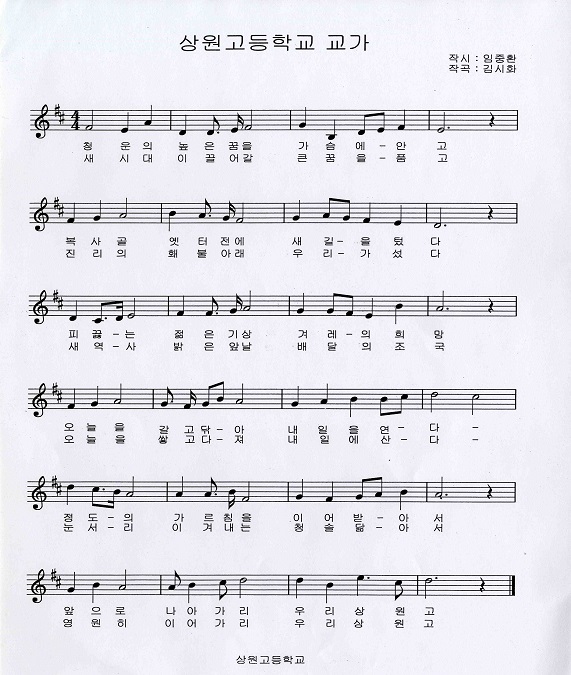 상원고등학교 교가
작시 : 임중환
작곡 : 김시화
4
4
청 운 의 높 은 꿈 을 가 슴 에 - 안 고
새 시 대 이 끌 어 갈 큰 꿈 을 - 품 고
복 사 골 옛 터 전 에 새 길 - 을 텄 다
진 리 의 홰 불 아 래 우 리 - 가 섰 다
피 끓 - 는 젊 은 기 상 겨 레 - 의 희 망
새 역 - 사 밝 은 앞 날 배 달 의 조 국
오 늘 을 갈 고 닦 - 아 내 일 을 연 - 다 -
오 늘 을 쌓 고 다 - 져 내 일 에 산 - 다 -
정 도 - 의 가 르 침 을 이 어 받 - 아 서
눈 서 - 리 이 겨 내 는 청 솔 닮 - 아 서
앞 으 로 나 아 가 리 우 리 상 원 고
영 원 히 이 어 가 리 우 리 상 원 고
상원고등학교